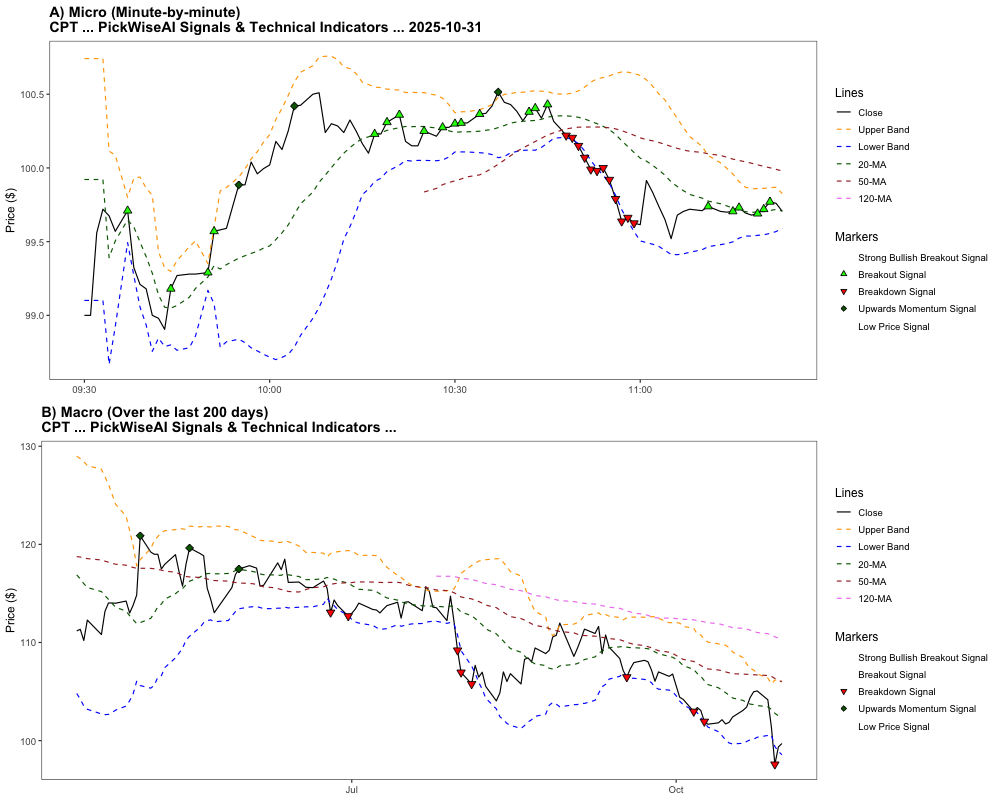 A) Micro (Minute-by-minute)
CPT ... PickWiseAI Signals & Technical Indicators ... 2025-10-31
Price ($)
100.5
100.0
99.5
99.0
09:30
10:00
10:30
11:00
Lines
Close
Upper Band
Lower Band
20-MA
50-MA
120-MA
Markers
Strong Bullish Breakout Signal
Breakout Signal
Breakdown Signal
Upwards Momentum Signal
Low Price Signal
B) Macro (Over the last 200 days)
CPT ... PickWiseAI Signals & Technical Indicators ...
Price ($)
130
120
110
100
Jul
Oct
Lines
Close
Upper Band
Lower Band
20-MA
50-MA
120-MA
Markers
Strong Bullish Breakout Signal
Breakout Signal
Breakdown Signal
Upwards Momentum Signal
Low Price Signal